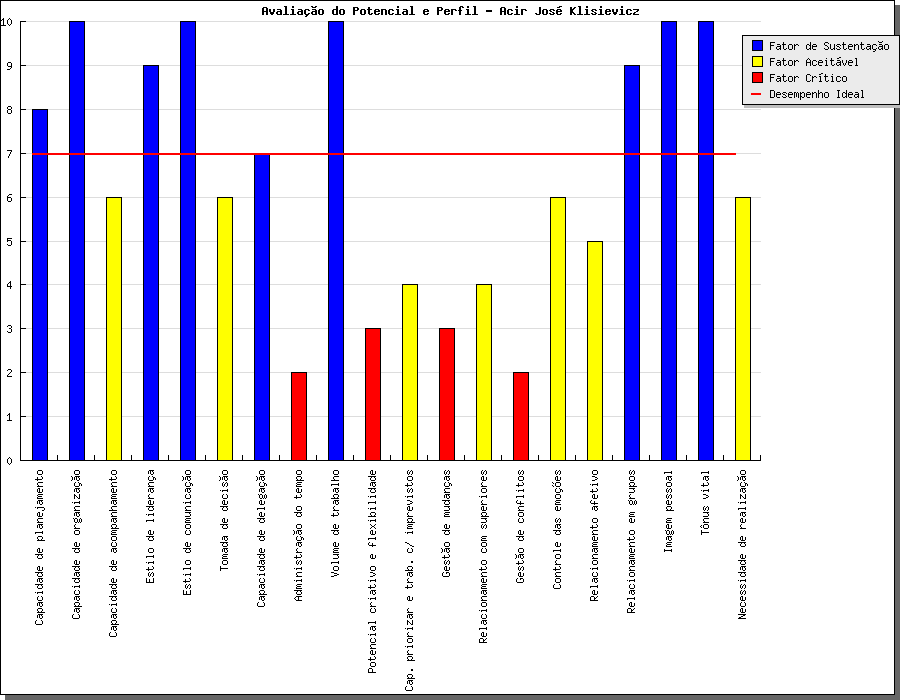 Avaliação do Potencial e Perfil - Acir José Klisievicz
Fator de Sustentação
Fator Aceitável
Fator Crítico
Desempenho Ideal
10
9
8
7
6
5
4
3
2
1
0
Capacidade de planejamento
Capacidade de organização
Capacidade de acompanhamento
Estilo de liderança
Estilo de comunicação
Tomada de decisão
Capacidade de delegação
Administração do tempo
Volume de trabalho
Potencial criativo e flexibilidade
Cap. priorizar e trab. c/ imprevistos
Gestão de mudanças
Relacionamento com superiores
Gestão de conflitos
Controle das emoções
Relacionamento afetivo
Relacionamento em grupos
Imagem pessoal
Tônus vital
Necessidade de realização